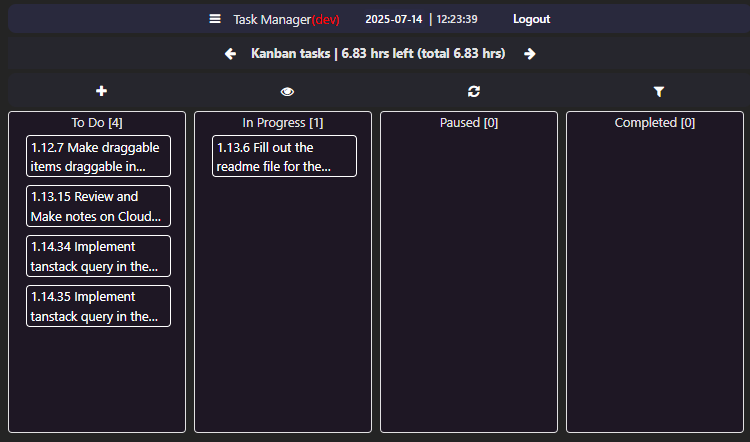 Task Manager(dev) 2025-07-14 | 12:23:39 Logout
Kanban tasks | 6.83 hrs left (total 6.83 hrs)
To Do [4]
1.12.7 Make draggable
items draggable in...
1.13.15 Review and
Make notes on Cloud...
1.14.34 Implement
tanstack query in the...
1.14.35 Implement
tanstack query in the...
In Progress [1]
1.13.6 Fill out the
readme file for the...
Paused [0]
Completed [0]